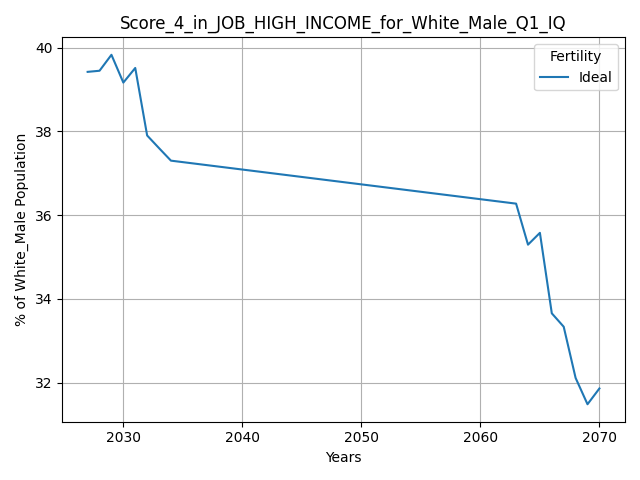 Score_4_in_JOB_HIGH_INCOME_for_White_Male_Q1_IQ
Fertility
Ideal
40
38
36
34
32
% of White_Male Population
2030 2040 2050 2060 2070
Years